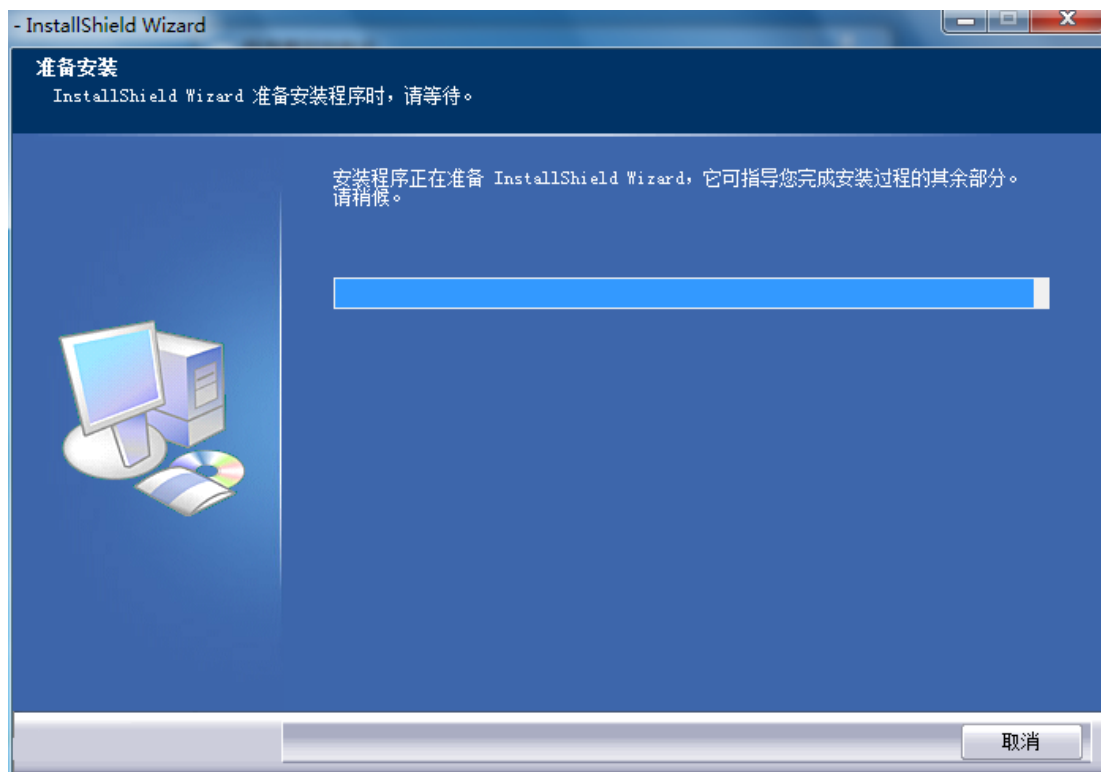 - InstallShield Wizard
准备安装
InstallShield Wizard 准备安装程序时，请等待。
安装程序正在准备 InstallShield Wizard，它可指导您完成安装过程的其余部分。
请稍候。
取消